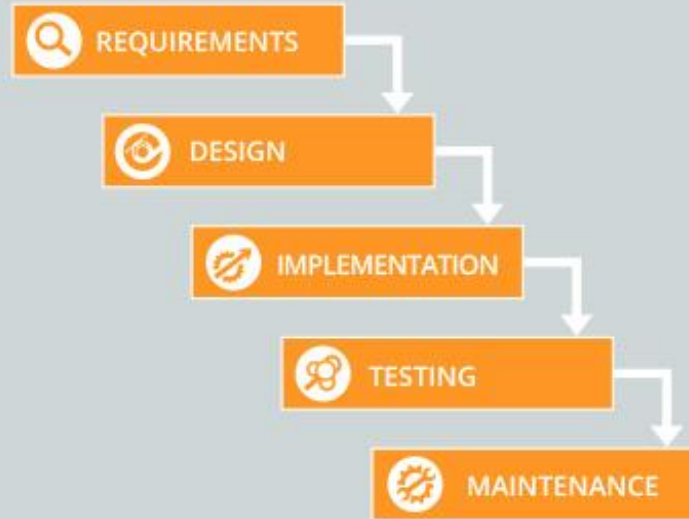 REQUIREMENTS
DESIGN
IMPLEMENTATION
TESTING
MAINTENANCE